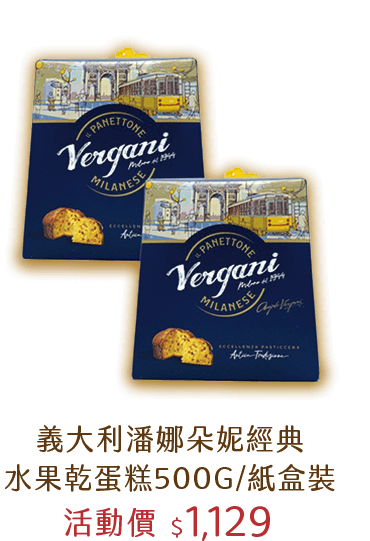 IL PANETTONE
Vergani
Milano dal 1944
MILANESE
ECCELLENZA
Antica
IL PANETTONE
Vergani
Milano dal 1944
MILANESE
Angelo Vergani
ECCELLENZA PASTICCERA
Antica Tradizione
義大利潘娜朵妮經典
水果乾蛋糕500G/紙盒裝
活動價 $1,129